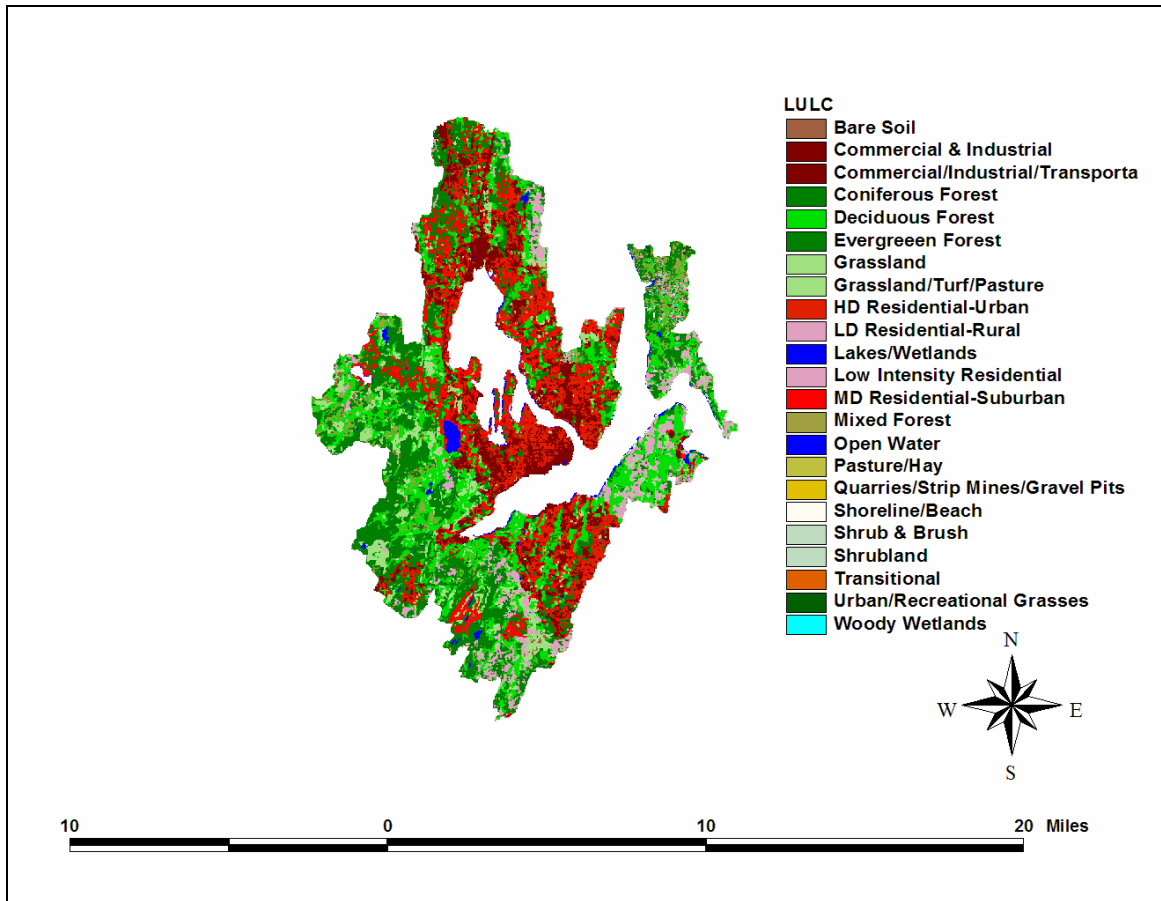 LULC
Bare Soil
Commercial & Industrial
Commercial/Industrial/Transporta
Coniferous Forest
Deciduous Forest
Evergreeen Forest
Grassland
Grassland/Turf/Pasture
HD Residential-Urban
LD Residential-Rural
Lakes/Wetlands
Low Intensity Residential
MD Residential-Suburban
Mixed Forest
Open Water
Pasture/Hay
Quarries/Strip Mines/Gravel Pits
Shoreline/Beach
Shrub & Brush
Shrubland
Transitional
Urban/Recreational Grasses
Woody Wetlands
N
W E
S
10 0 10 20 Miles